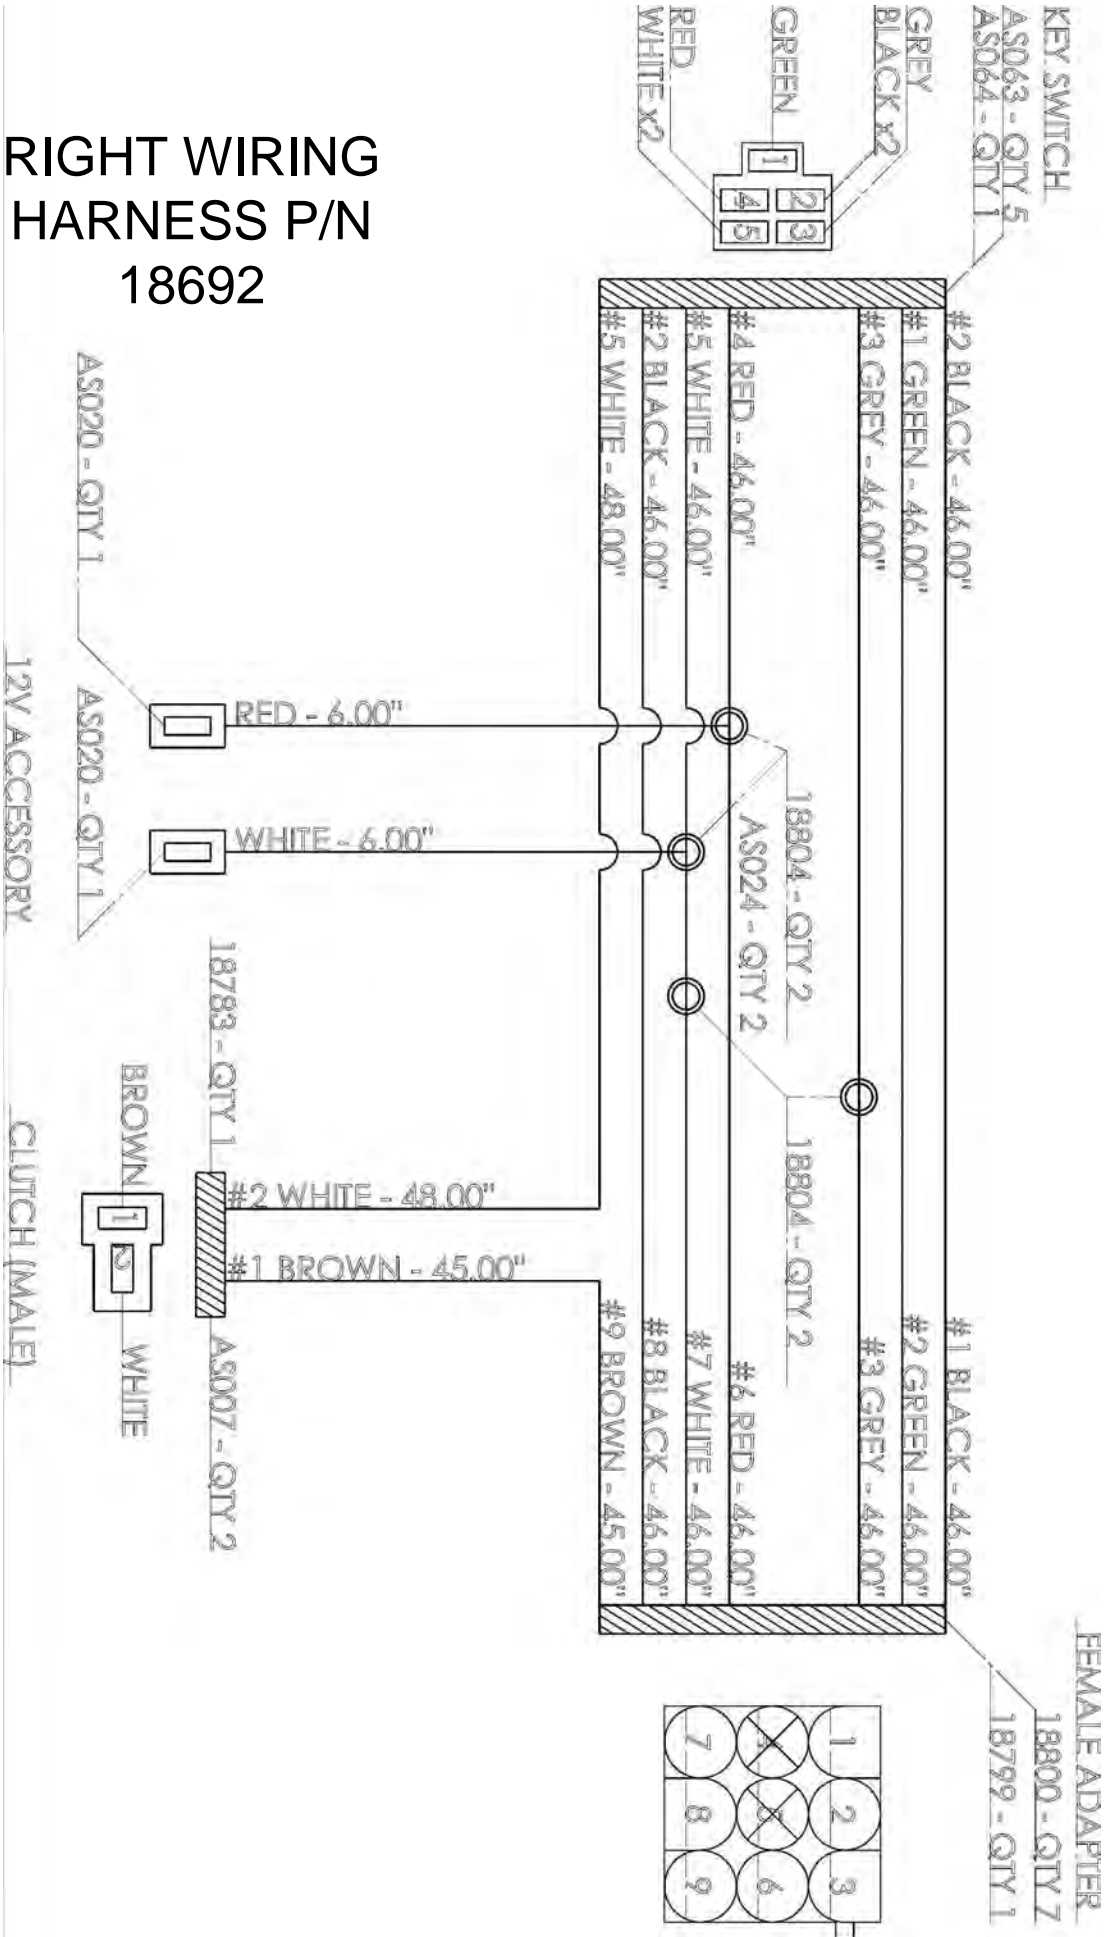 RIGHT WIRING
HARNESS P/N
18692
KEY SWITCH
AS063 - QTY 5
AS064 - QTY 1
GREY
BLACK x2
GREEN
RED
WHITE x2
1
2
3
4
5
#2 BLACK - 46.00"
#1 GREEN - 46.00"
#3 GREY - 46.00"
#4 RED - 46.00"
#5 WHITE - 46.00"
#2 BLACK - 46.00"
#5 WHITE - 48.00"
18804 - QTY 2
AS024 - QTY 2
18804 - QTY 2
RED - 6.00"
WHITE - 6.00"
AS020 - QTY 1
AS020 - QTY 1
12V ACCESSORY
#2 WHITE - 48.00"
#1 BROWN - 45.00"
18783 - QTY 1
AS007 - QTY 2
BROWN
1
2
WHITE
CLUTCH (MALE)
#1 BLACK - 46.00"
#2 GREEN - 46.00"
#3 GREY - 46.00"
#6 RED - 46.00"
#7 WHITE - 46.00"
#8 BLACK - 46.00"
#9 BROWN - 45.00"
FEMALE ADAPTER
18800 - QTY 7
18799 - QTY 1
1
2
3
4
5
6
7
8
9